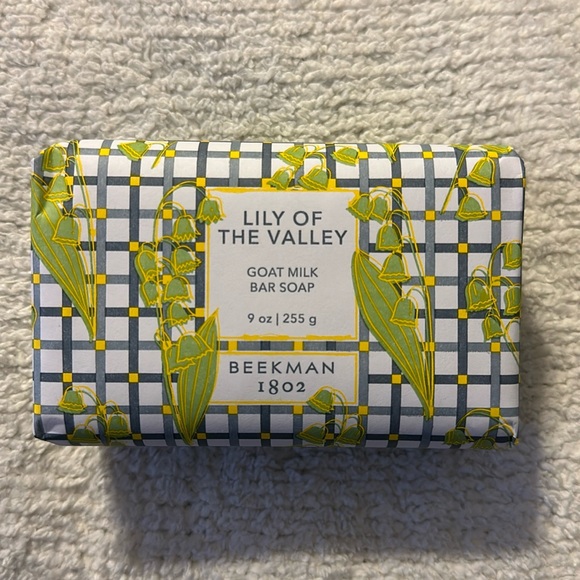 LILY OF
THE VALLEY
GOAT MILK
BAR SOAP
9 oz | 255 g
BEEKMAN
1802